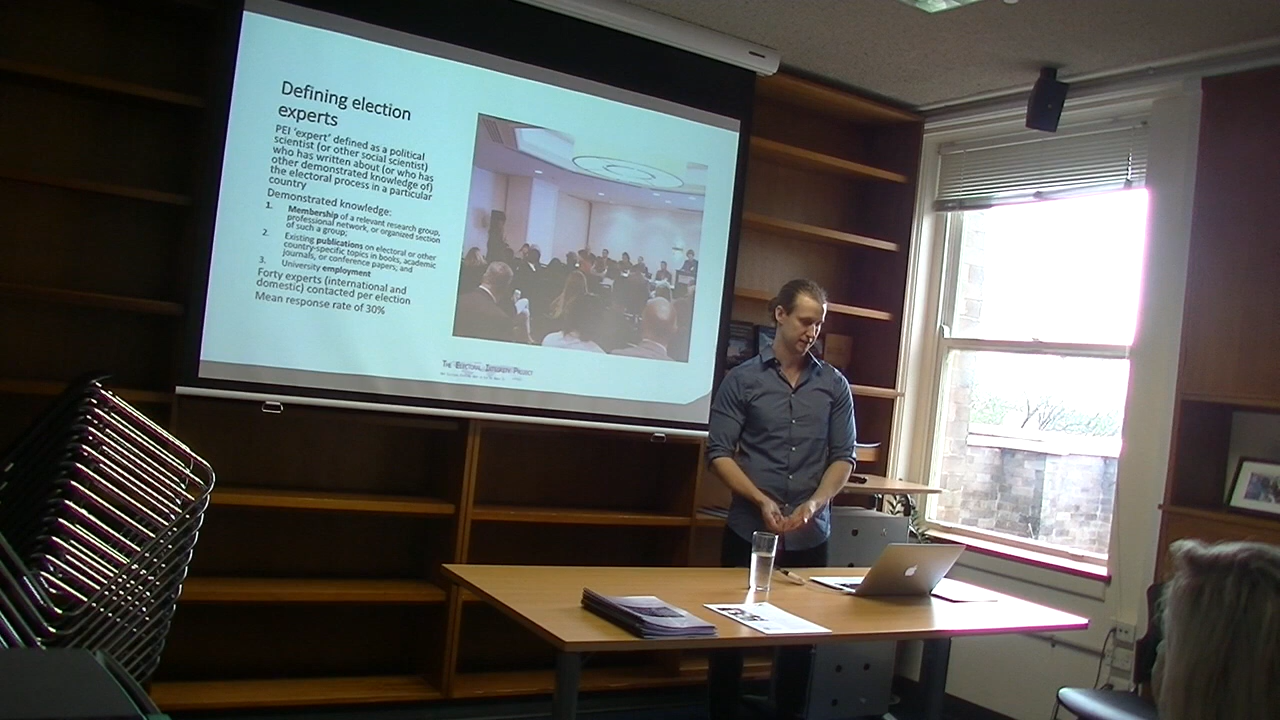 Defining election
experts
PEI 'expert' defined as a political
scientist (or other social scientist)
who has written about (or who has
other demonstrated knowledge of)
the electoral process in a particular
country
Demonstrated knowledge:
1. Membership of a relevant research group,
professional network, or organized section
of such a group;
2. Existing publications on electoral or other
country-specific topics in books, academic
journals, or conference papers; and
3. University employment
Forty experts (international and
domestic) contacted per election
Mean response rate of 30%
The Electoral Integrity Project